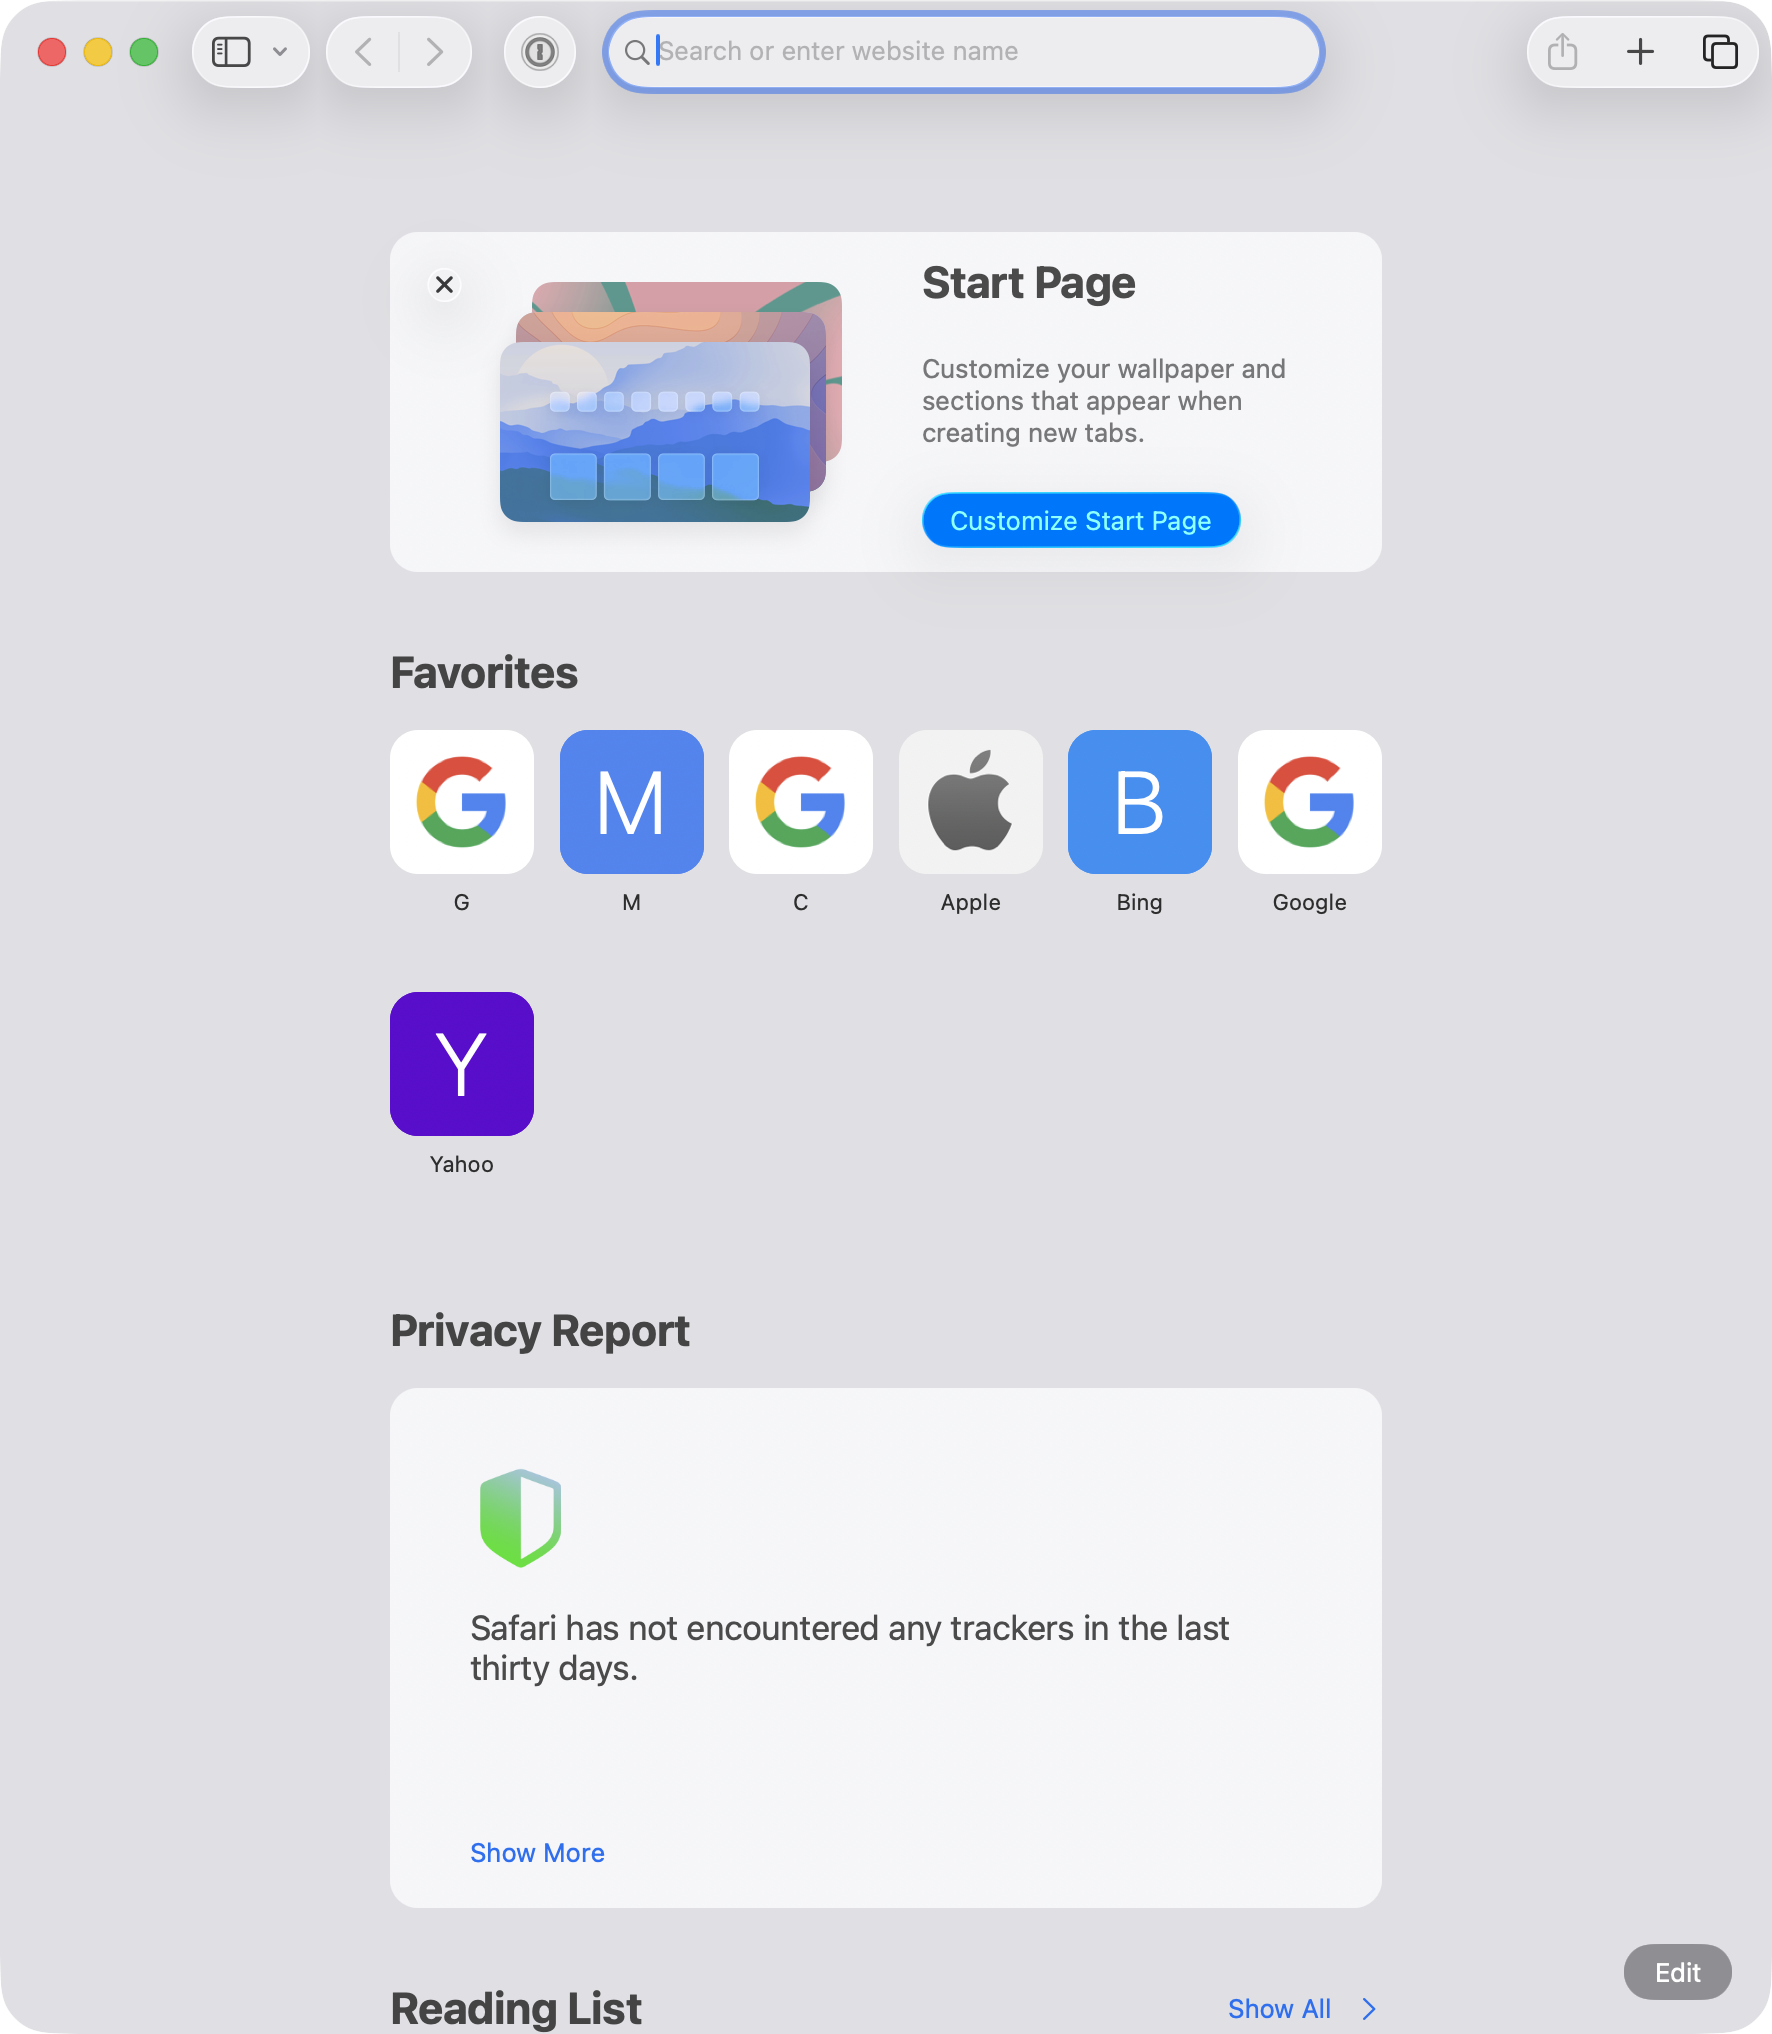 Search or enter website name
Start Page
Customize your wallpaper and
sections that appear when
creating new tabs.
Customize Start Page
Favorites
M
B
G
M
C
Apple
Bing
Google
Y
Yahoo
Privacy Report
Safari has not encountered any trackers in the last
thirty days.
Show More
Edit
Reading List
Show All